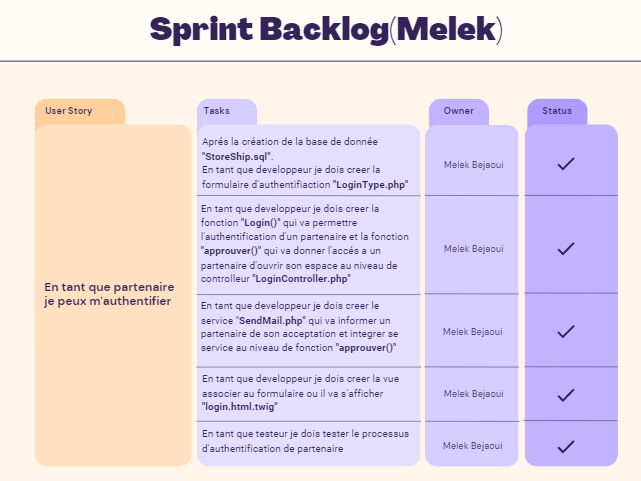 Sprint Backlog(Melek)
User Story
Tasks
Owner
Status
En tant que partenaire
je peux m'authentifier
Aprés la création de la base de donnée
"StoreShip.sql".
En tant que developpeur je dois creer la
formulaire d'authentifiaction "LoginType.php"
Melek Bejaoui
En tant que developpeur je dois creer la
fonction "Login()" qui va permettre
l'authentification d'un partenaire et la fonction
"approuver()" qui va donner l'accés a un
partenaire d'ouvrir son espace au niveau de
controlleur "LoginController.php"
Melek Bejaoui
En tant que developpeur je dois creer le
service "SendMail.php" qui va informer un
partenaire de son acceptation et integrer se
service au niveau de fonction "approuver()"
Melek Bejaoui
En tant que developpeur je dois creer la vue
associer au formulaire ou il va s'afficher
"login.html.twig"
Melek Bejaoui
En tant que testeur je dois tester le processus
d'authentification de partenaire
Melek Bejaoui